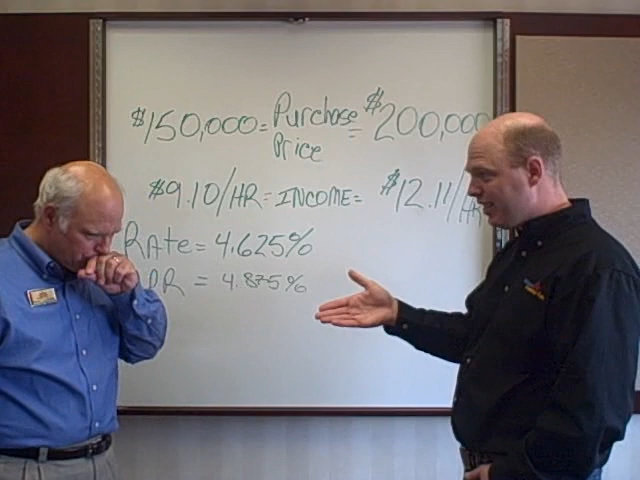 $150,000 = Purchase Price = $200,000
$9.10/HR = INCOME = $12.11/HR
RAte = 4.625%
PR = 4.875%